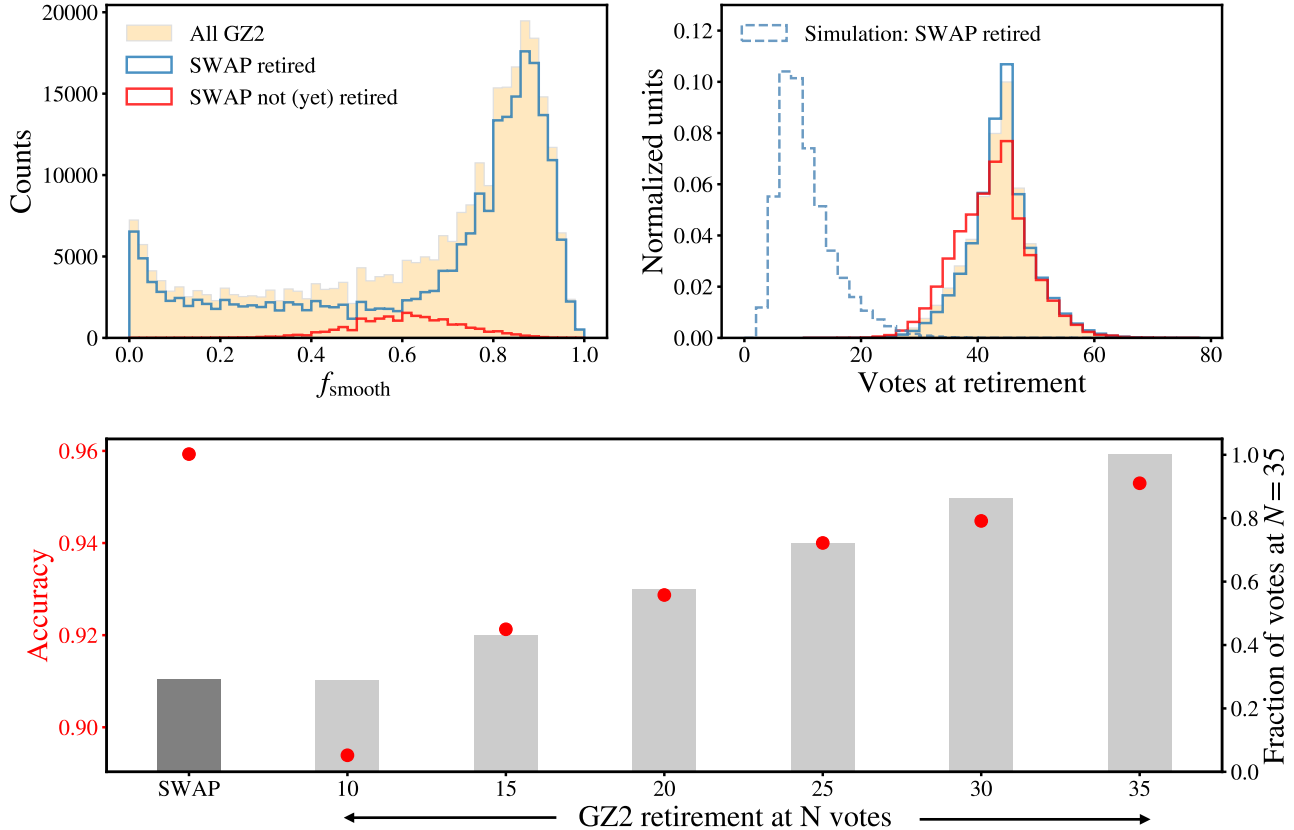 20000
15000
10000
5000
0
Counts
All GZ2
SWAP retired
SWAP not (yet) retired
0.0 0.2 0.4 0.6 0.8 1.0
f_smooth
0.12
0.10
0.08
0.06
0.04
0.02
0.00
Normalized units
Simulation: SWAP retired
0 20 40 60 80
Votes at retirement
0.96
0.94
0.92
0.90
Accuracy
1.0
0.8
0.6
0.4
0.2
0.0
Fraction of votes at N = 35
SWAP 10 15 20 25 30 35
GZ2 retirement at N votes